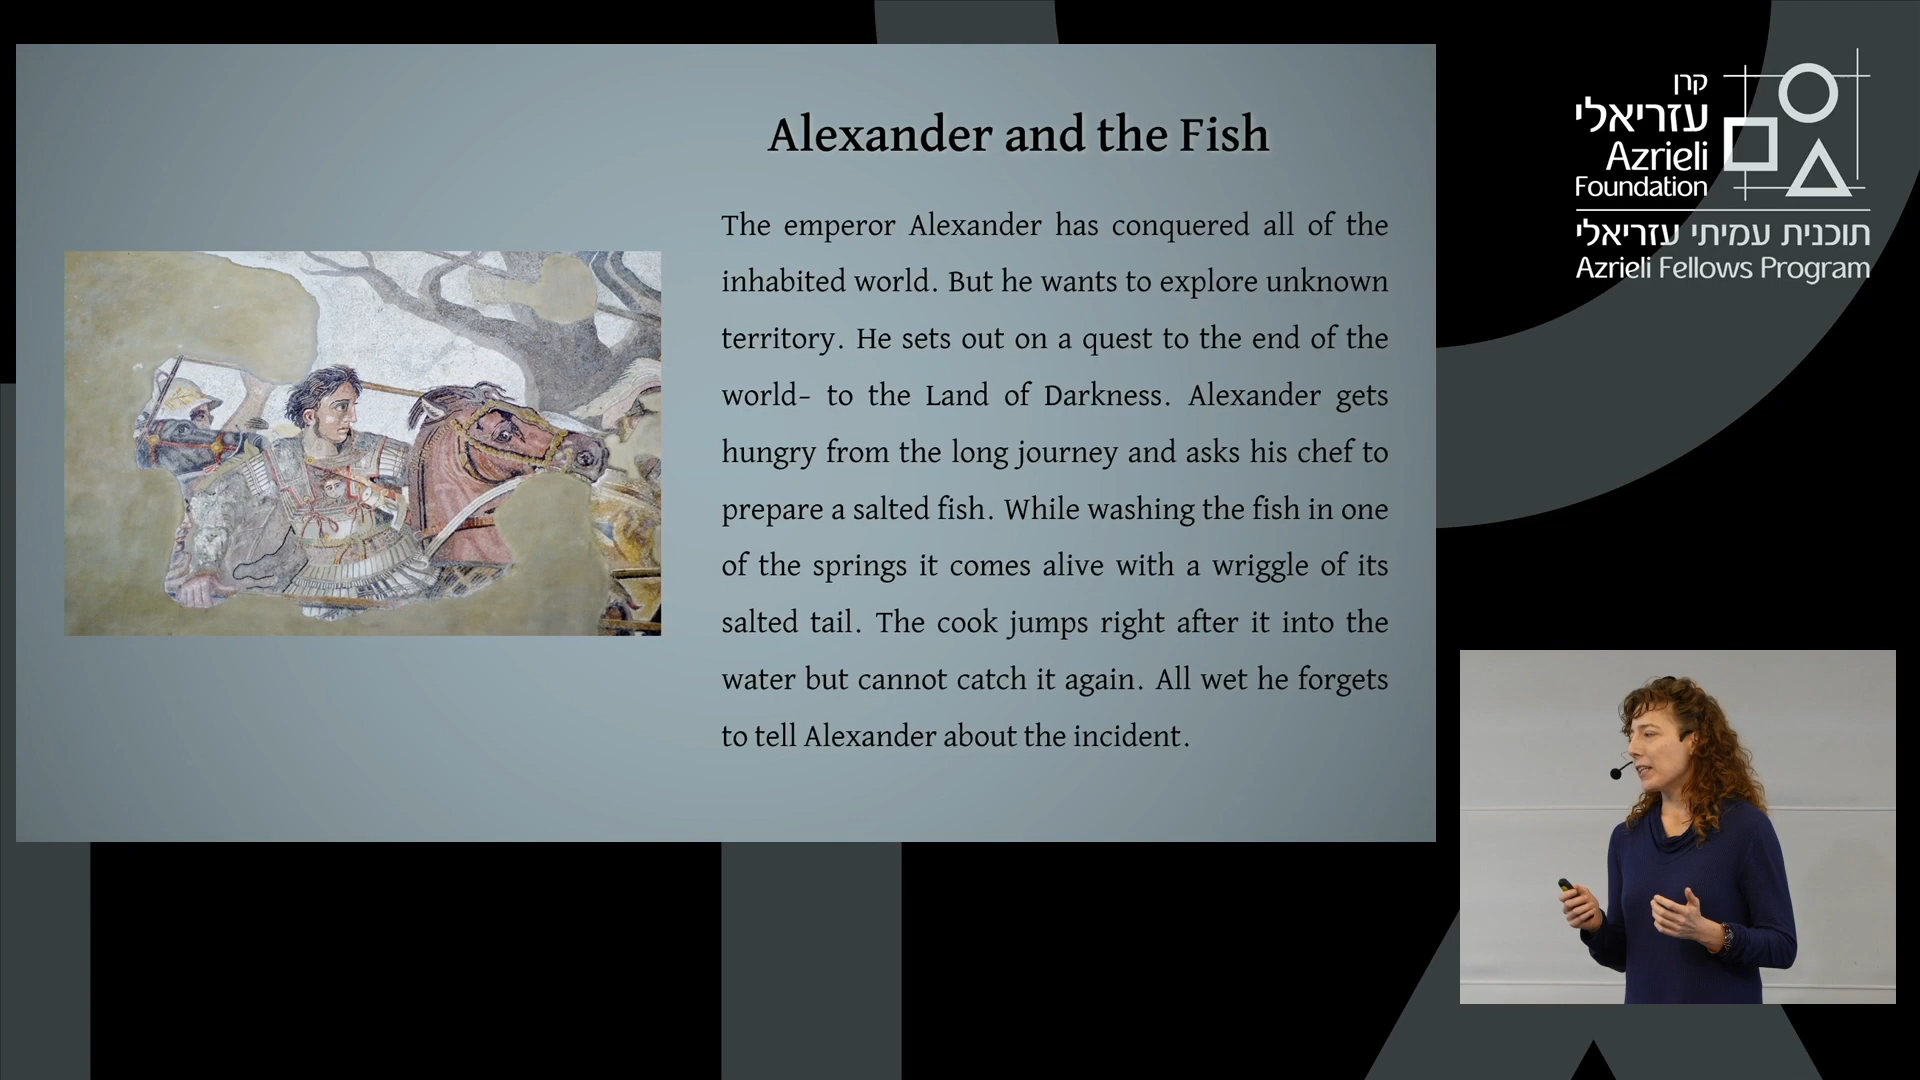 Alexander and the Fish
The emperor Alexander has conquered all of the
inhabited world. But he wants to explore unknown
territory. He sets out on a quest to the end of the
world- to the Land of Darkness. Alexander gets
hungry from the long journey and asks his chef to
prepare a salted fish. While washing the fish in one
of the springs it comes alive with a wriggle of its
salted tail. The cook jumps right after it into the
water but cannot catch it again. All wet he forgets
to tell Alexander about the incident.
קרן
עזריאלי
Azrieli
Foundation
תוכנית עמיתי עזריאלי
Azrieli Fellows Program